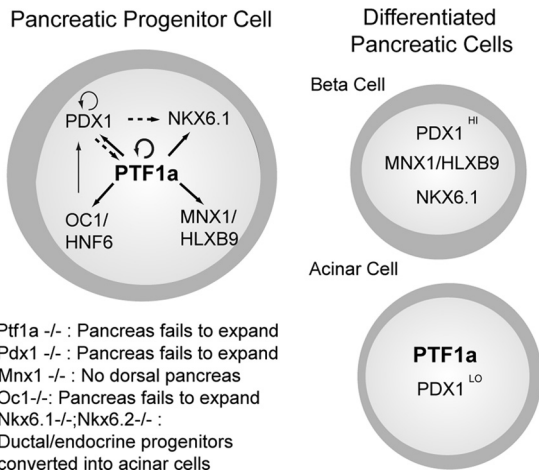 Pancreatic Progenitor Cell
PDX1
NKX6.1
PTF1a
OC1/
HNF6
MNX1/
HLXB9
Ptf1a -/- : Pancreas fails to expand
Pdx1 -/- : Pancreas fails to expand
Mnx1 -/- : No dorsal pancreas
Oc1-/-: Pancreas fails to expand
Nkx6.1-/-;Nkx6.2-/- :
Ductal/endocrine progenitors
converted into acinar cells
Differentiated
Pancreatic Cells
Beta Cell
PDX1 HI
MNX1/HLXB9
NKX6.1
Acinar Cell
PTF1a
PDX1 LO